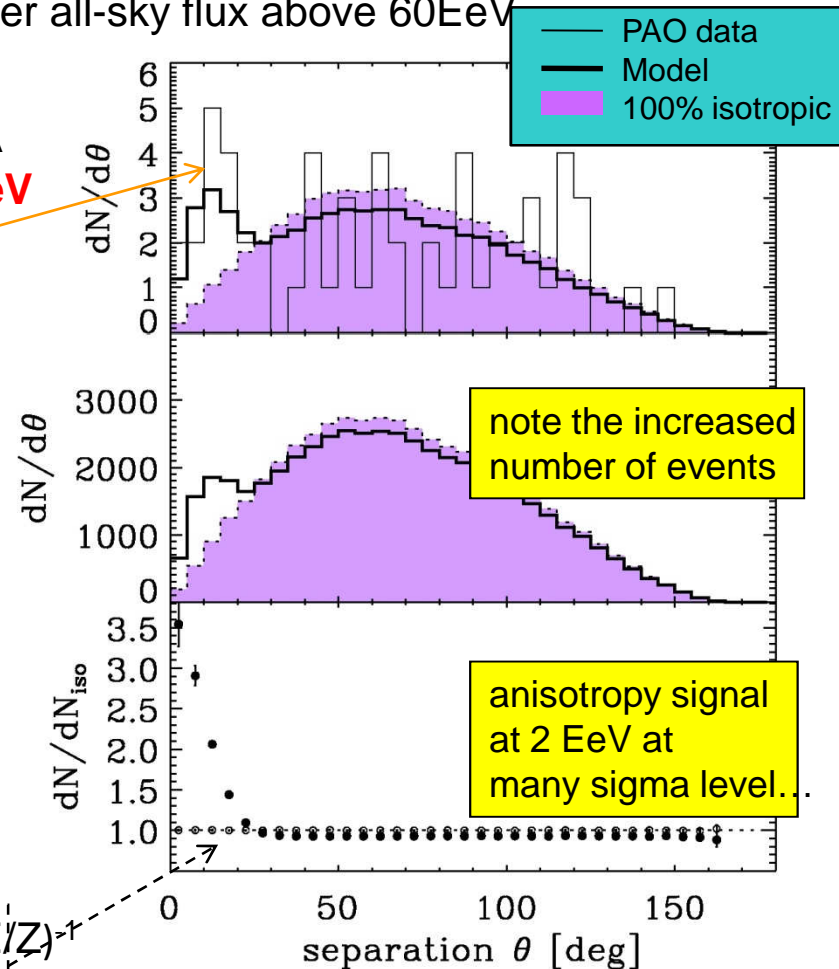 er all-sky flux above 60EeV
PAO data
Model
100% isotropic
A
eV
dN/dθ
6
5
4
3
2
1
0
dN/dθ
3000
2000
1000
0
note the increased
number of events
dN/dN_iso
3.5
3.0
2.5
2.0
1.5
1.0
anisotropy signal
at 2 EeV at
many sigma level…
/Z)⁻¹
0 50 100 150
separation θ [deg]